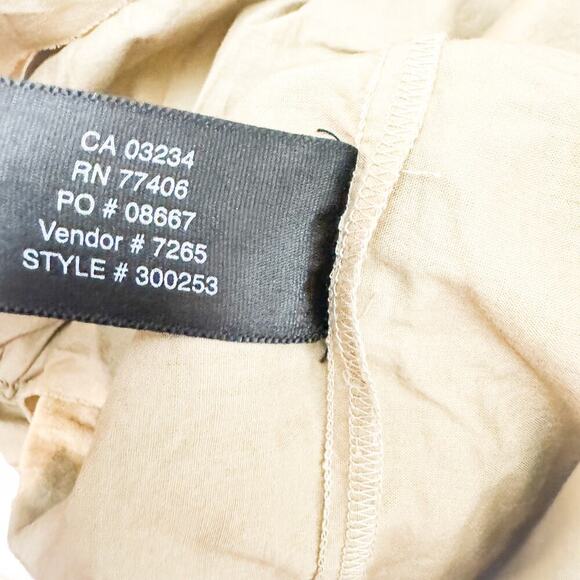 CA 03234
RN 77406
PO # 08667
Vendor # 7265
STYLE # 300253